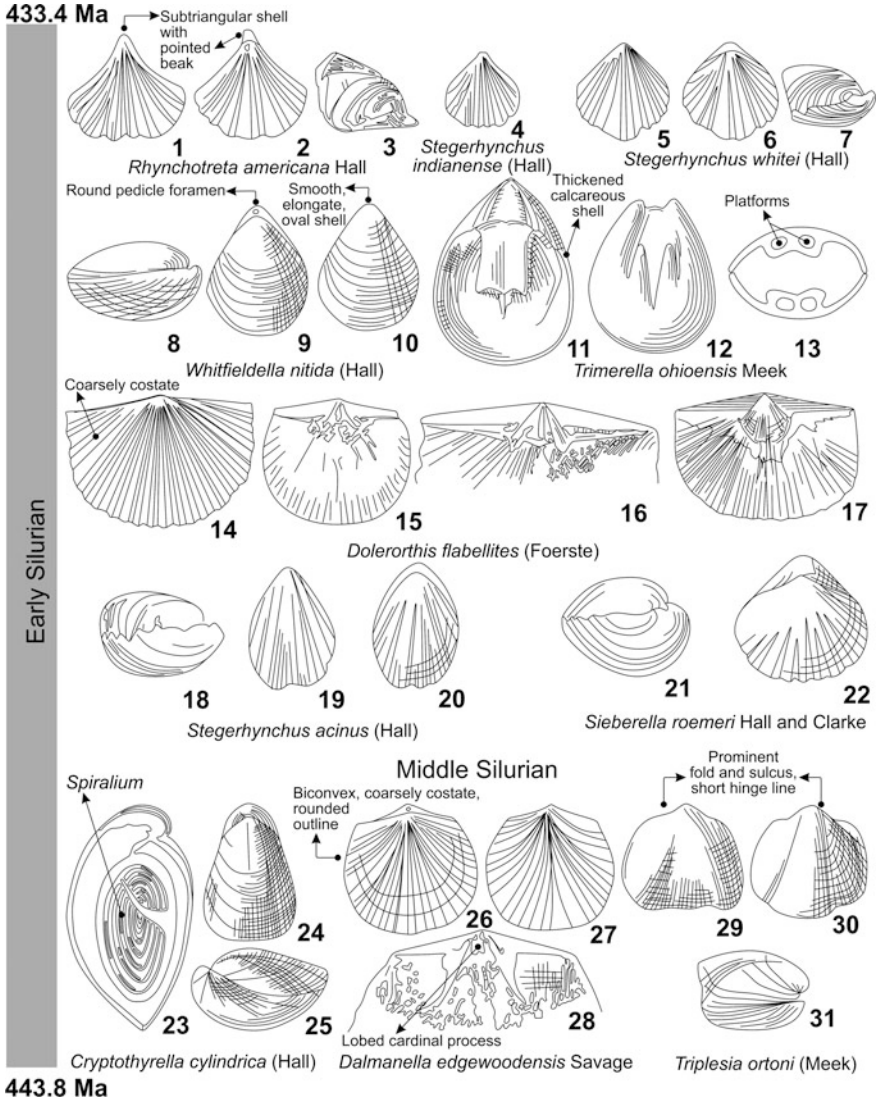 433.4 Ma
Subtriangular shell
with
pointed
beak
1
2
3
4
5
6
7
Rhynchotreta americana Hall
Stegerhynchus
indianense (Hall)
Stegerhynchus whitei (Hall)
Round pedicle foramen
Smooth,
elongate,
oval shell
Thickened
calcareous
shell
Platforms
8
9
10
11
12
13
Whitfieldella nitida (Hall)
Trimerella ohioensis Meek
Coarsely costate
14
15
16
17
Dolerorthis flabellites (Foerste)
Early Silurian
18
19
20
21
22
Stegerhynchus acinus (Hall)
Sieberella roemeri Hall and Clarke
Middle Silurian
Spiralium
Biconvex, coarsely costate,
rounded
outline
Prominent
fold and sulcus,
short hinge line
23
24
25
26
27
28
29
30
31
Lobed cardinal process
Cryptothyrella cylindrica (Hall)
Dalmanella edgewoodensis Savage
Triplesia ortoni (Meek)
443.8 Ma